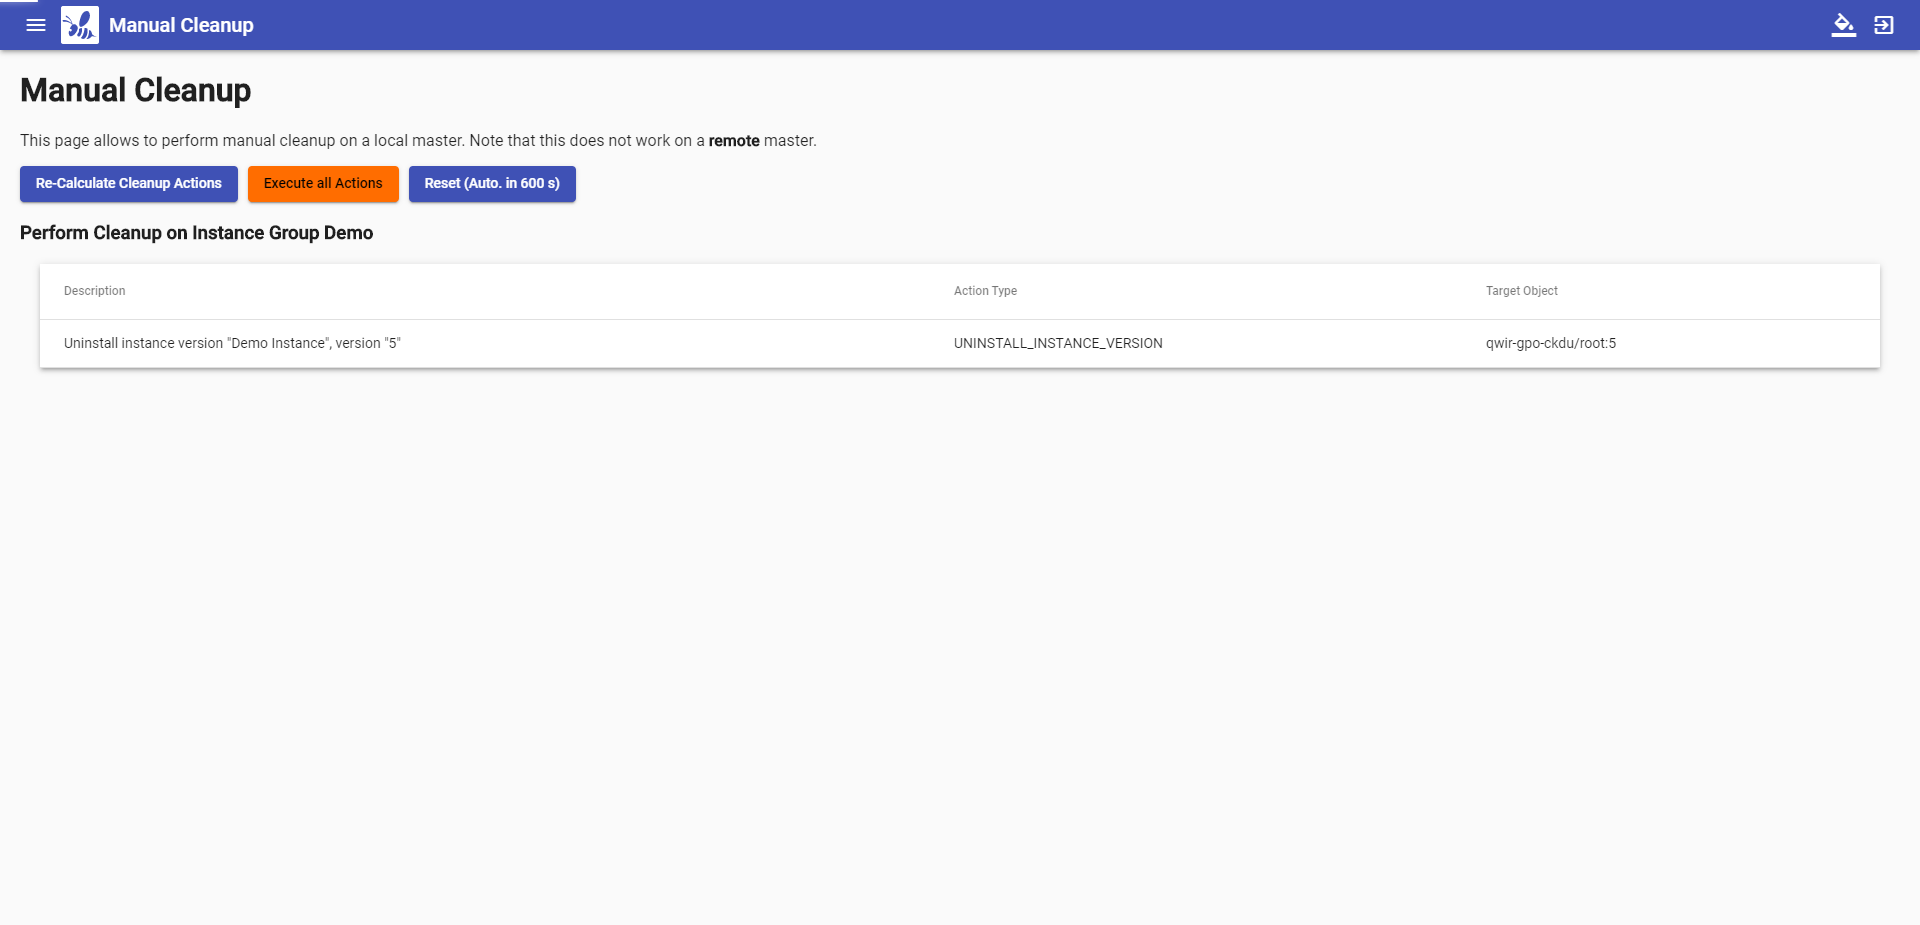 Manual Cleanup
Manual Cleanup
This page allows to perform manual cleanup on a local master. Note that this does not work on a remote master.
Re-Calculate Cleanup Actions Execute all Actions Reset (Auto. in 600 s)
Perform Cleanup on Instance Group Demo
Description Action Type Target Object
Uninstall instance version "Demo Instance", version "5" UNINSTALL_INSTANCE_VERSION qwir-gpo-ckdu/root:5